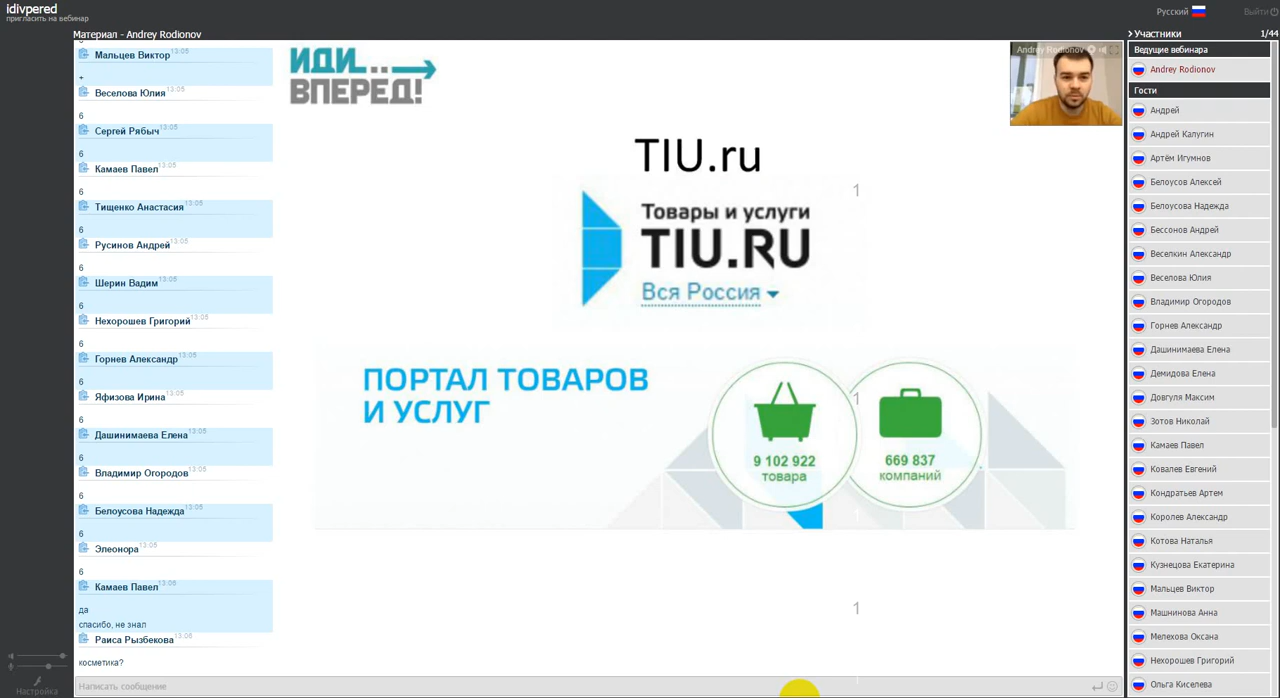 idivpered
пригласить на вебинар
Русский
Выйти
Материал - Andrey Rodionov
Мальцев Виктор 13:05
+
Веселова Юлия 13:05
6
Сергей Рябыч 13:05
6
Камаев Павел 13:05
6
Тищенко Анастасия 13:05
6
Русинов Андрей 13:05
6
Шерин Вадим 13:05
6
Нехорошев Григорий 13:05
6
Горнев Александр 13:05
6
Яфизова Ирина 13:05
6
Дашинимаева Елена 13:05
6
Владимир Огородов 13:05
6
Белоусова Надежда 13:05
6
Элеонора 13:05
6
Камаев Павел 13:06
да
спасибо, не знал
Раиса Рызбекова 13:06
косметика?
Написать сообщение
Настройка
ИДИ...
ВПЕРЕД!
TIU.ru
Товары и услуги
TIU.RU
Вся Россия
1
ПОРТАЛ ТОВАРОВ
И УСЛУГ
1
9 102 922
товара
669 837
компаний
1
Andrey Rodionov
Участники 1/44
Ведущие вебинара
Andrey Rodionov
Гости
Андрей
Андрей Калугин
Артём Игумнов
Белоусов Алексей
Белоусова Надежда
Бессонов Андрей
Веселкин Александр
Веселова Юлия
Владимир Огородов
Горнев Александр
Дашинимаева Елена
Демидова Елена
Довгуля Максим
Зотов Николай
Камаев Павел
Ковалев Евгений
Кондратьев Артем
Королев Александр
Котова Наталья
Кузнецова Екатерина
Мальцев Виктор
Машнинова Анна
Мелехова Оксана
Нехорошев Григорий
Ольга Киселева